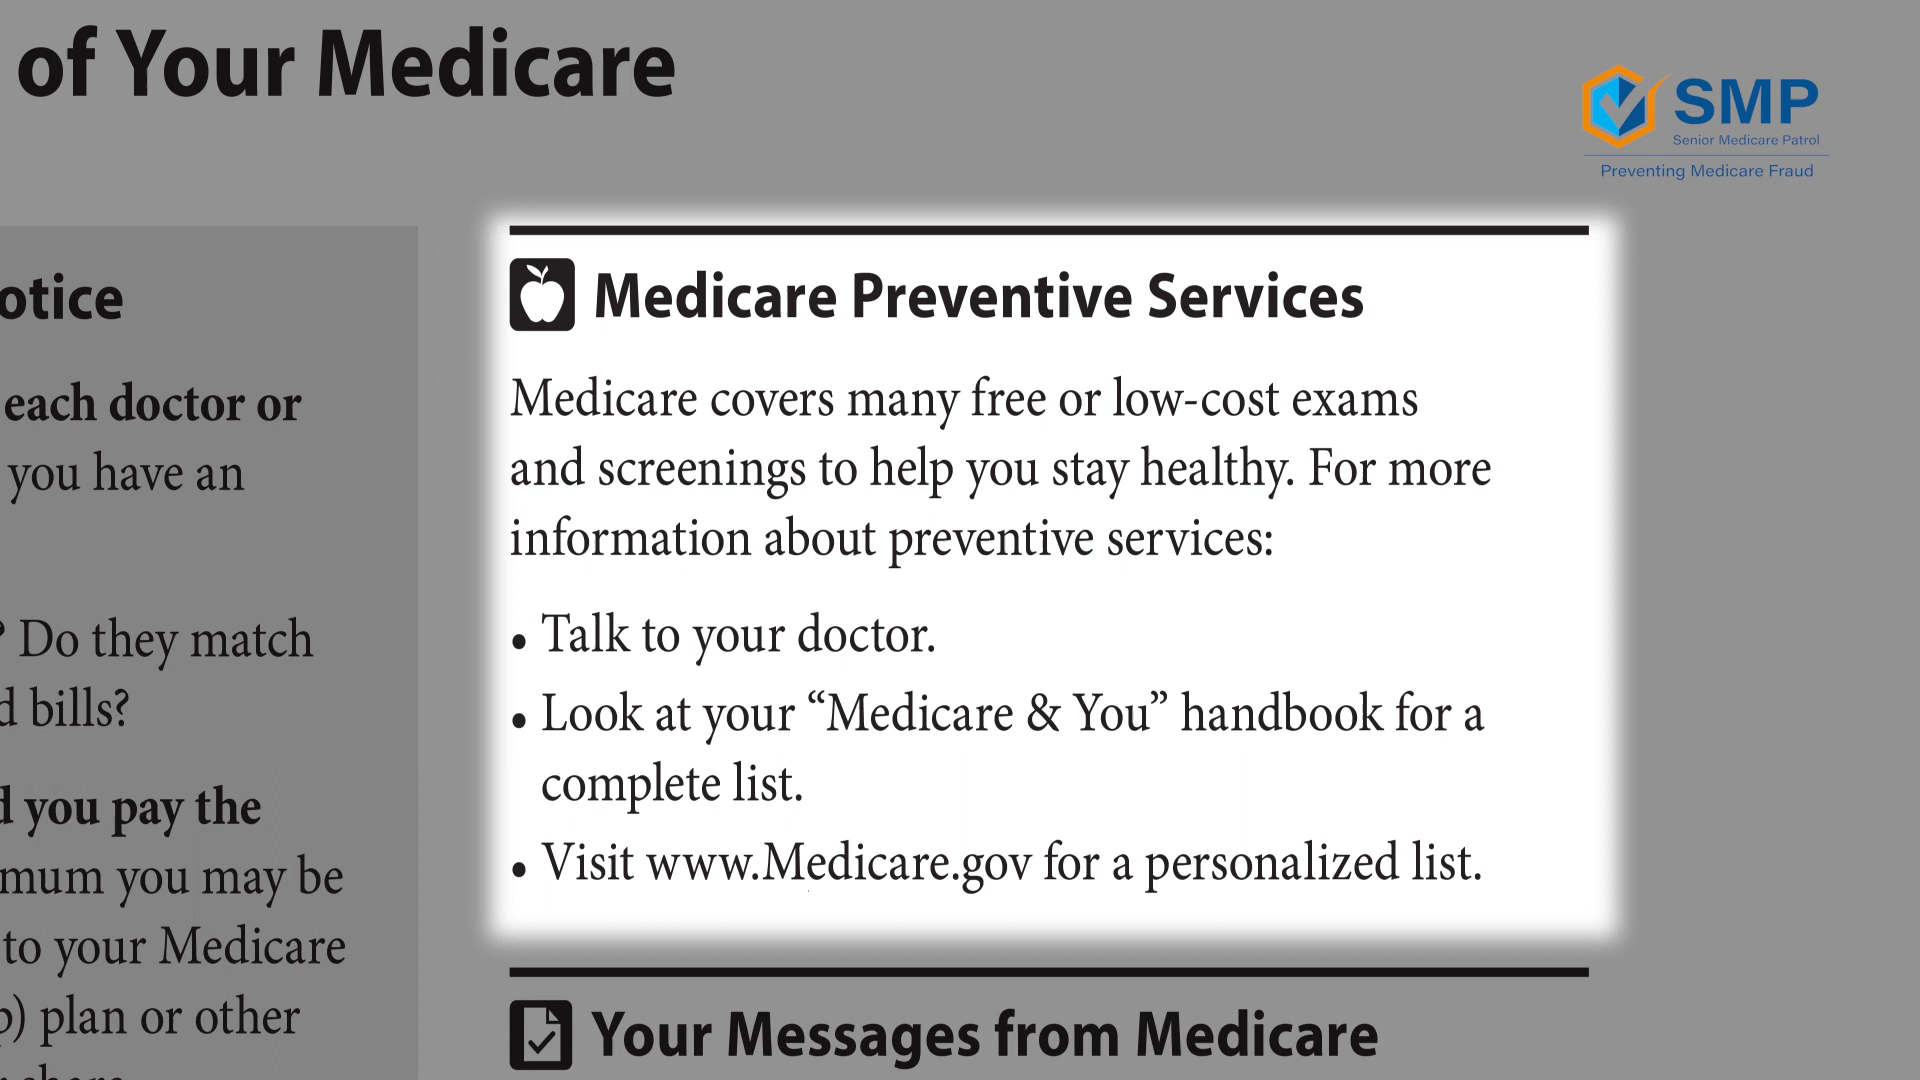 of Your Medicare
SMP
Senior Medicare Patrol
Preventing Medicare Fraud
otice
each doctor or
you have an
? Do they match
d bills?
d you pay the
mum you may be
to your Medicare
p) plan or other
share
Medicare Preventive Services
Medicare covers many free or low-cost exams
and screenings to help you stay healthy. For more
information about preventive services:
• Talk to your doctor.
• Look at your “Medicare & You” handbook for a
complete list.
• Visit www.Medicare.gov for a personalized list.
Your Messages from Medicare